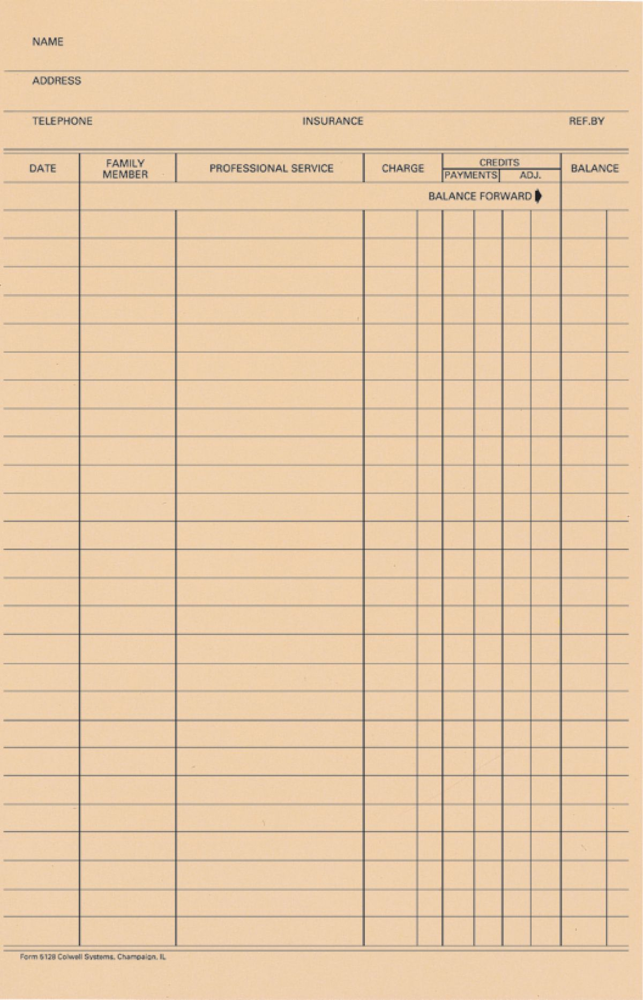 NAME
ADDRESS
TELEPHONE INSURANCE REF.BY
DATE FAMILY MEMBER PROFESSIONAL SERVICE CHARGE CREDITS PAYMENTS ADJ. BALANCE
BALANCE FORWARD
Form 5128 Colwell Systems, Champaign, IL